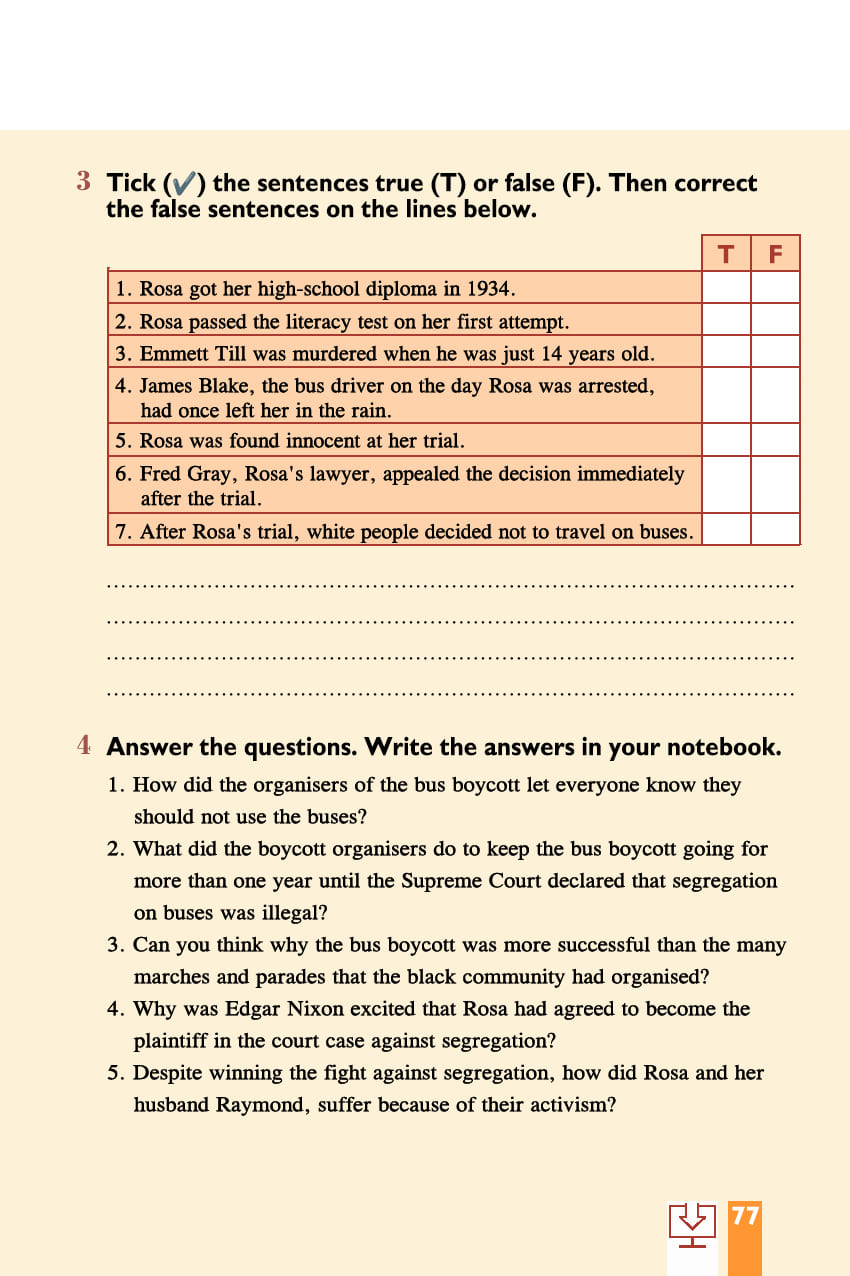 3 Tick (✓) the sentences true (T) or false (F). Then correct
the false sentences on the lines below.
T F
1. Rosa got her high-school diploma in 1934.
2. Rosa passed the literacy test on her first attempt.
3. Emmett Till was murdered when he was just 14 years old.
4. James Blake, the bus driver on the day Rosa was arrested,
had once left her in the rain.
5. Rosa was found innocent at her trial.
6. Fred Gray, Rosa's lawyer, appealed the decision immediately
after the trial.
7. After Rosa's trial, white people decided not to travel on buses.
4 Answer the questions. Write the answers in your notebook.
1. How did the organisers of the bus boycott let everyone know they
should not use the buses?
2. What did the boycott organisers do to keep the bus boycott going for
more than one year until the Supreme Court declared that segregation
on buses was illegal?
3. Can you think why the bus boycott was more successful than the many
marches and parades that the black community had organised?
4. Why was Edgar Nixon excited that Rosa had agreed to become the
plaintiff in the court case against segregation?
5. Despite winning the fight against segregation, how did Rosa and her
husband Raymond, suffer because of their activism?
77